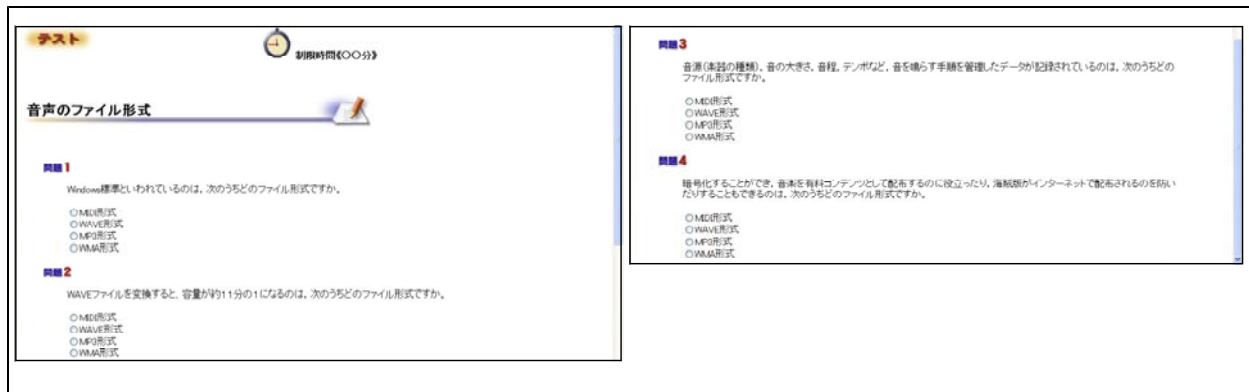 テスト
制限時間《〇〇分》
音声のファイル形式
問題1
Windows標準といわれているのは、次のうちどのファイル形式ですか。
○MIDI形式
○WAVE形式
○MP3形式
○WMA形式
問題2
WAVEファイルを変換すると、容量が約11分の1になるのは、次のうちどのファイル形式ですか。
○MIDI形式
○WAVE形式
○MP3形式
○WMA形式
問題3
音源(楽器の種類)、音の大きさ、音程、テンポなど、音を鳴らす手順を管理したデータが記録されているのは、次のうちどの
ファイル形式ですか。
○MIDI形式
○WAVE形式
○MP3形式
○WMA形式
問題4
暗号化することができ、音楽を有料コンテンツとして配布するのに役立ったり、海賊版がインターネットで配布されるのを防い
だりすることもできるのは、次のうちどのファイル形式ですか。
○MIDI形式
○WAVE形式
○MP3形式
○WMA形式